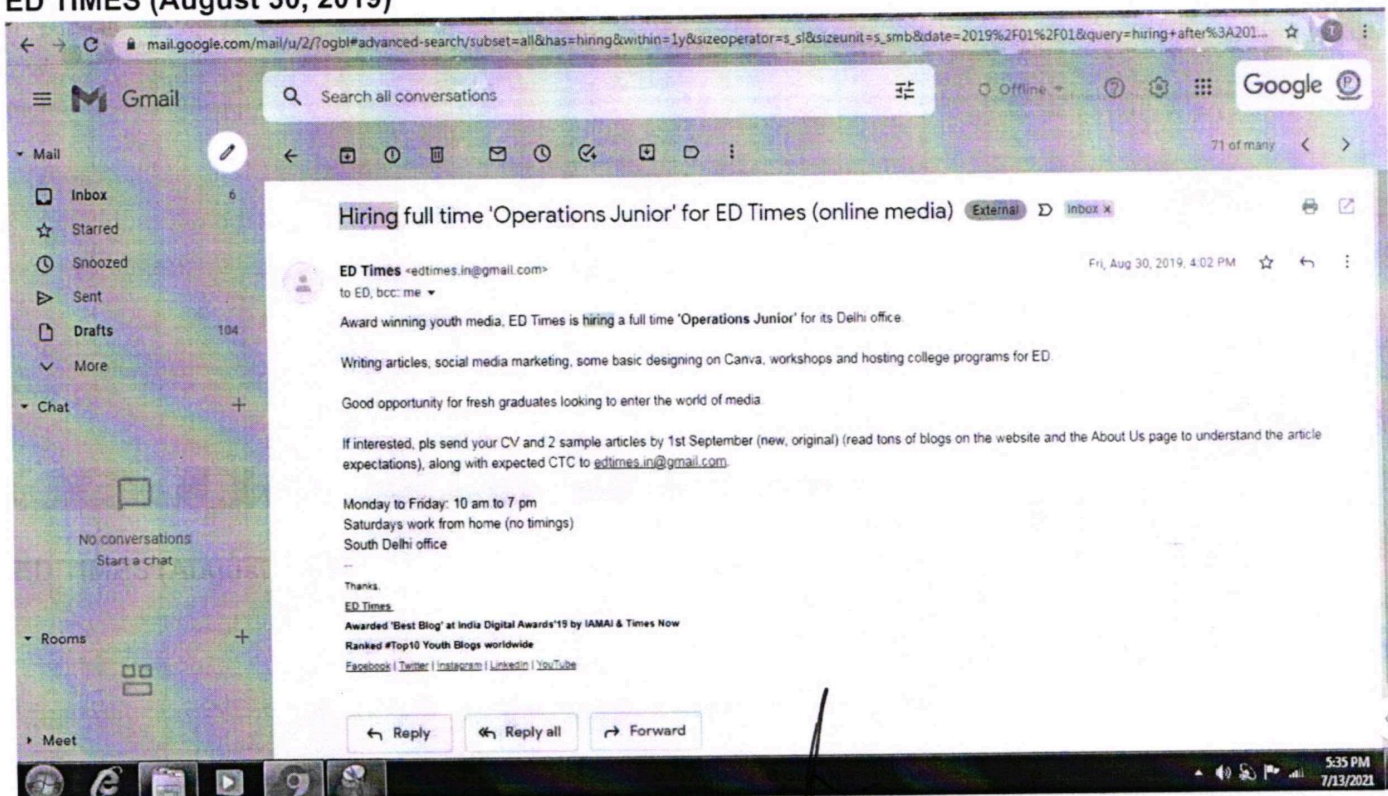 ED TIMES (August 30, 2019)
mail.google.com/mail/u/2/?ogbl#advanced-search/subset=all&has=hiring&within=1y&sizeoperator=s_sl&sizeunit=s_smb&date=2019%2F01%2F01&query=hiring+after%3A201...
Gmail
Search all conversations
Offline
Google
Mail
71 of many
Inbox 6
Starred
Snoozed
Sent
Drafts 104
More
Chat
No conversations
Start a chat
Rooms
Meet
Hiring full time 'Operations Junior' for ED Times (online media) External Inbox x
ED Times <edtimes.in@gmail.com>
Fri, Aug 30, 2019, 4:02 PM
to ED, bcc: me
Award winning youth media, ED Times is hiring a full time 'Operations Junior' for its Delhi office.
Writing articles, social media marketing, some basic designing on Canva, workshops and hosting college programs for ED.
Good opportunity for fresh graduates looking to enter the world of media.
If interested, pls send your CV and 2 sample articles by 1st September (new, original) (read tons of blogs on the website and the About Us page to understand the article
expectations), along with expected CTC to edtimes.in@gmail.com.
Monday to Friday: 10 am to 7 pm
Saturdays work from home (no timings)
South Delhi office
--
Thanks,
ED Times
Awarded 'Best Blog' at India Digital Awards'19 by IAMAI & Times Now
Ranked #Top10 Youth Blogs worldwide
Facebook | Twitter | Instagram | Linkedin | YouTube
Reply Reply all Forward
5:35 PM
7/13/2021